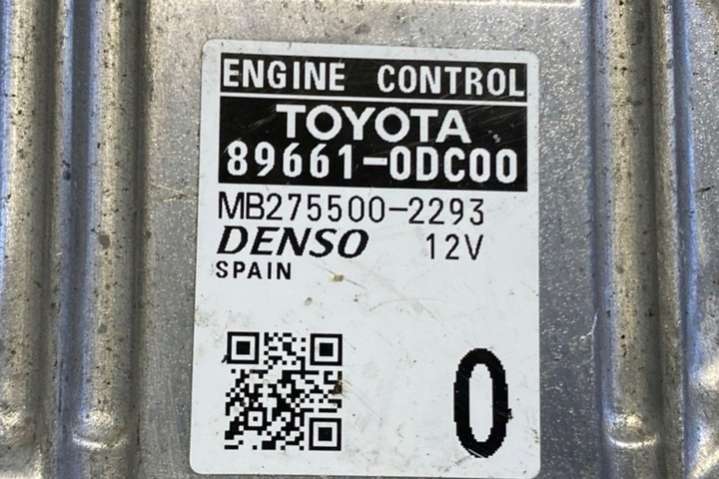 ENGINE CONTROL
TOYOTA
89661-0DC00
MB275500-2293
DENSO 12V
SPAIN
0